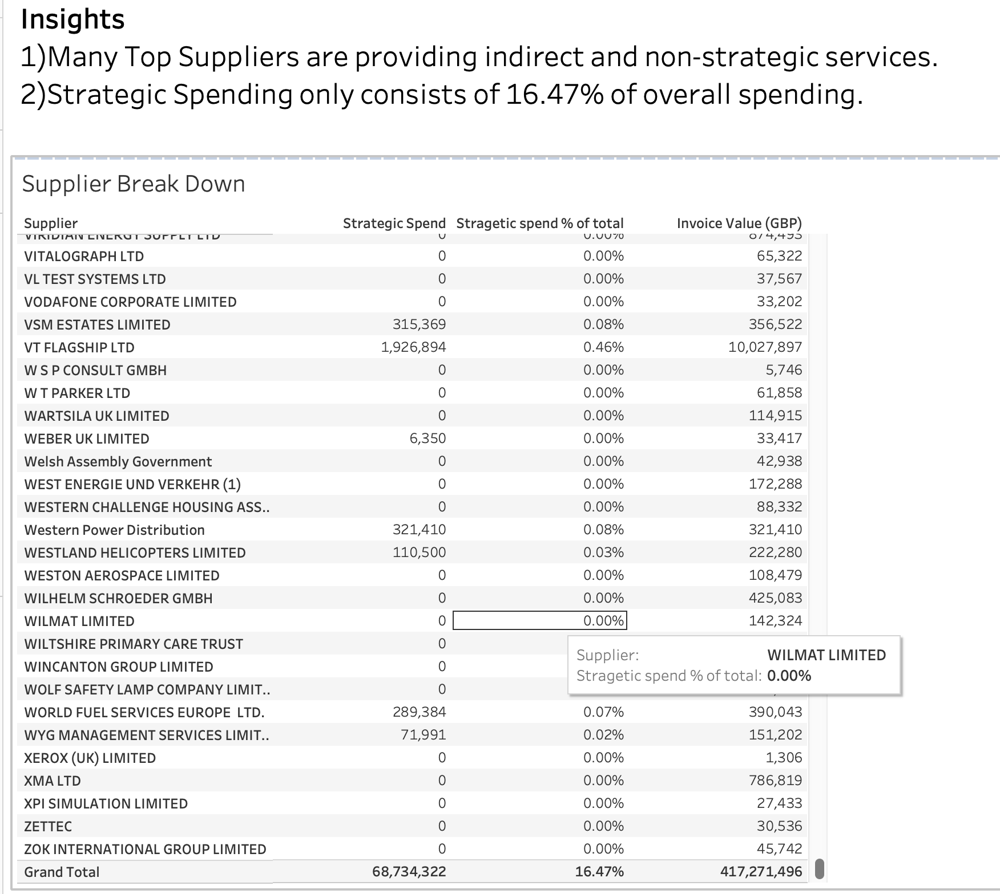 Insights
1)Many Top Suppliers are providing indirect and non-strategic services.
2)Strategic Spending only consists of 16.47% of overall spending.
Supplier Break Down
Supplier Strategic Spend Stragetic spend % of total Invoice Value (GBP)
VIRIDIAN ENERGY SUPPLY LTD 0 0.00% 874,493
VITALOGRAPH LTD 0 0.00% 65,322
VL TEST SYSTEMS LTD 0 0.00% 37,567
VODAFONE CORPORATE LIMITED 0 0.00% 33,202
VSM ESTATES LIMITED 315,369 0.08% 356,522
VT FLAGSHIP LTD 1,926,894 0.46% 10,027,897
W S P CONSULT GMBH 0 0.00% 5,746
W T PARKER LTD 0 0.00% 61,858
WARTSILA UK LIMITED 0 0.00% 114,915
WEBER UK LIMITED 6,350 0.00% 33,417
Welsh Assembly Government 0 0.00% 42,938
WEST ENERGIE UND VERKEHR (1) 0 0.00% 172,288
WESTERN CHALLENGE HOUSING ASS.. 0 0.00% 88,332
Western Power Distribution 321,410 0.08% 321,410
WESTLAND HELICOPTERS LIMITED 110,500 0.03% 222,280
WESTON AEROSPACE LIMITED 0 0.00% 108,479
WILHELM SCHROEDER GMBH 0 0.00% 425,083
WILMAT LIMITED 0 0.00% 142,324
WILTSHIRE PRIMARY CARE TRUST 0
Supplier: WILMAT LIMITED
WINCANTON GROUP LIMITED 0
Stragetic spend % of total: 0.00%
WOLF SAFETY LAMP COMPANY LIMIT.. 0
WORLD FUEL SERVICES EUROPE LTD. 289,384 0.07% 390,043
WYG MANAGEMENT SERVICES LIMIT.. 71,991 0.02% 151,202
XEROX (UK) LIMITED 0 0.00% 1,306
XMA LTD 0 0.00% 786,819
XPI SIMULATION LIMITED 0 0.00% 27,433
ZETTEC 0 0.00% 30,536
ZOK INTERNATIONAL GROUP LIMITED 0 0.00% 45,742
Grand Total 68,734,322 16.47% 417,271,496